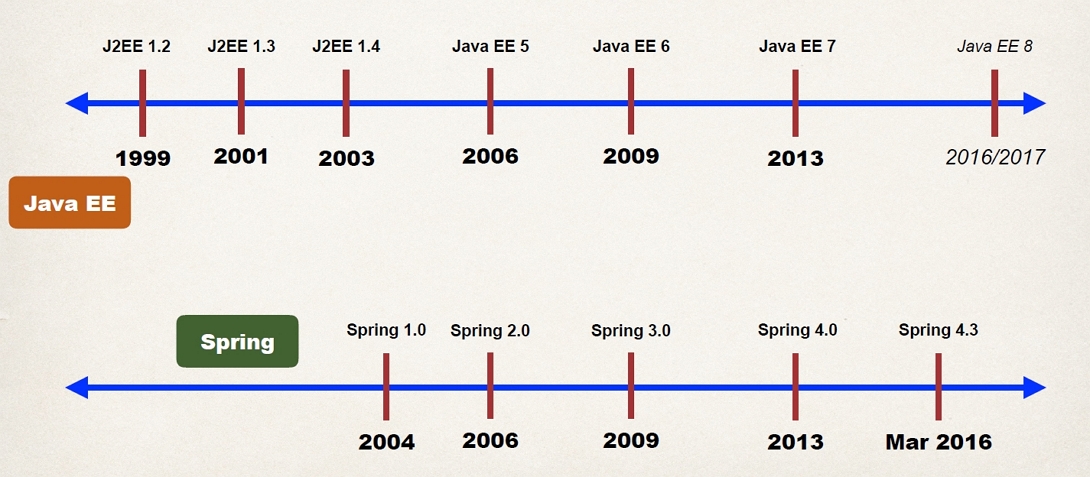 J2EE 1.2 J2EE 1.3 J2EE 1.4 Java EE 5 Java EE 6 Java EE 7 Java EE 8
1999 2001 2003 2006 2009 2013 2016/2017
Java EE
Spring
Spring 1.0 Spring 2.0 Spring 3.0 Spring 4.0 Spring 4.3
2004 2006 2009 2013 Mar 2016